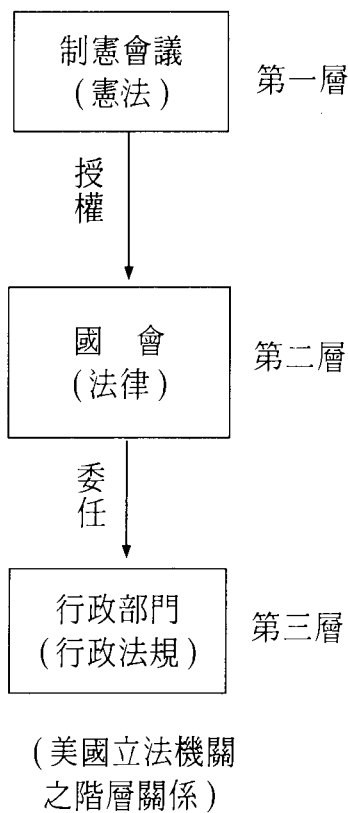 制憲會議
(憲法)
第一層
授權
國 會
(法律)
第二層
委任
行政部門
(行政法規)
第三層
(美國立法機關
之階層關係)